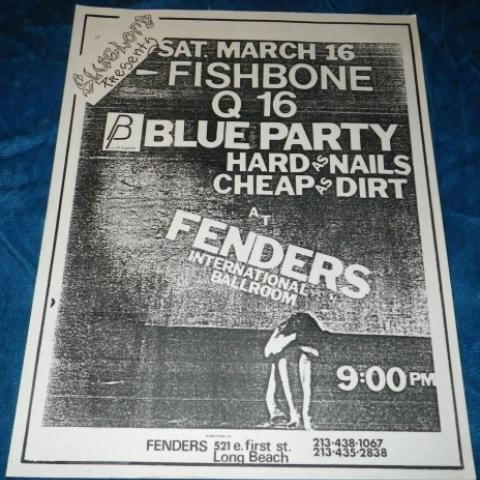 Presents
SAT. MARCH 16
FISHBONE
Q 16
BLUE PARTY
HARD AS NAILS
CHEAP AS DIRT
AT
FENDERS
INTERNATIONAL
BALLROOM
9:00 PM
FENDERS 521 e. first st. 213-438-1067
Long Beach 213-435-2838